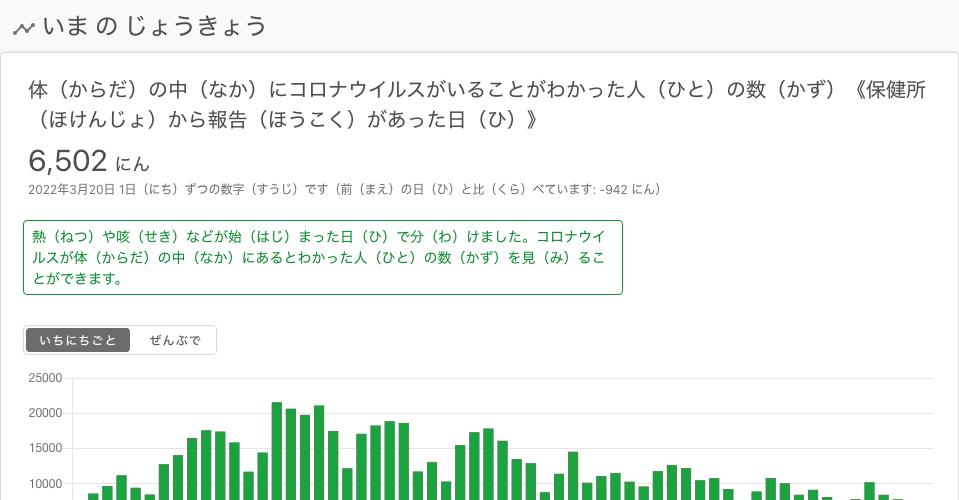 いま の じょうきょう
体（からだ）の中（なか）にコロナウイルスがいることがわかった人（ひと）の数（かず）《保健所
（ほけんじょ）から報告（ほうこく）があった日（ひ）》
6,502 にん
2022年3月20日 1日（にち）ずつの数字（すうじ）です（前（まえ）の日（ひ）と比（くら）べています: -942 にん）
熱（ねつ）や咳（せき）などが始（はじ）まった日（ひ）で分（わ）けました。コロナウイ
ルスが体（からだ）の中（なか）にあるとわかった人（ひと）の数（かず）を見（み）るこ
とができます。
いちにちごと ぜんぶで
25000
20000
15000
10000